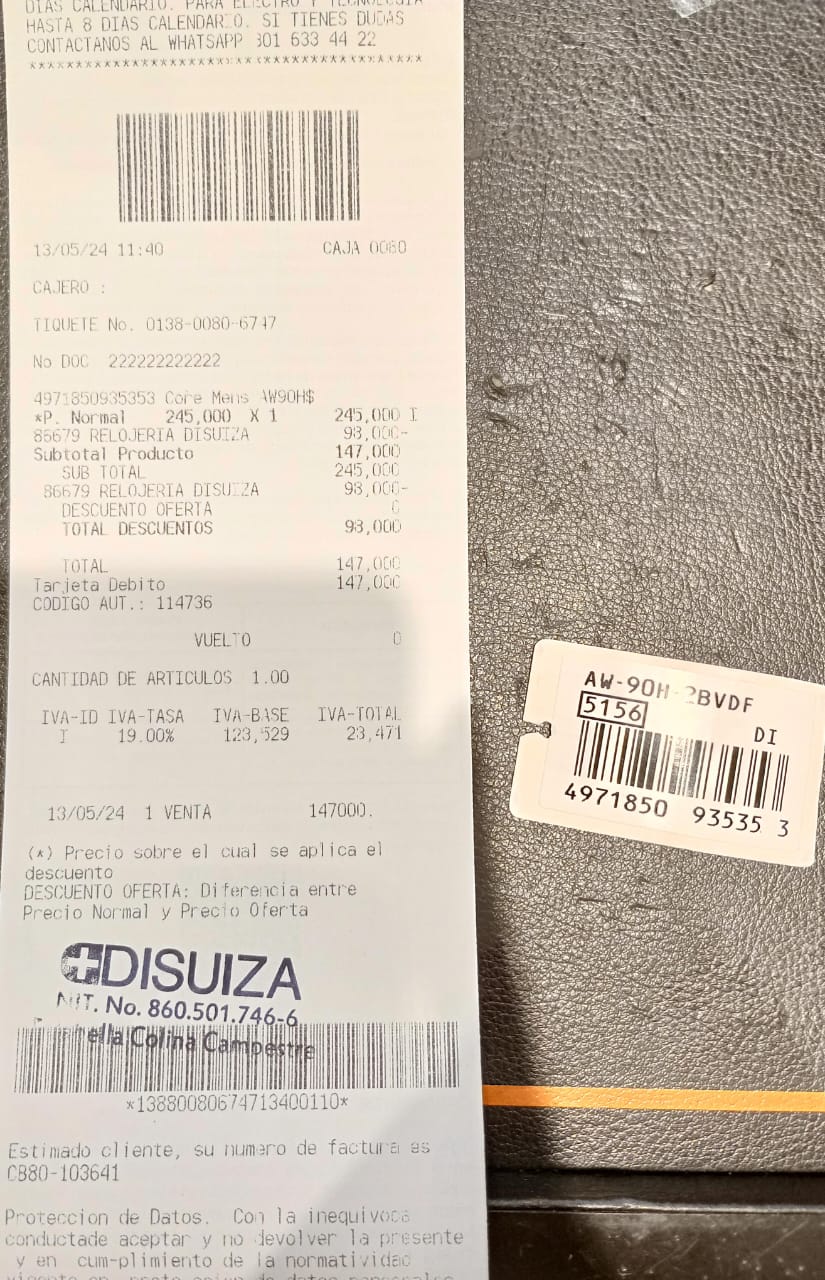 DIAS CALENDARIO. PARA ELECTRO Y TECNOLOGIA
HASTA 8 DIAS CALENDARIO. SI TIENES DUDAS
CONTACTANOS AL WHATSAPP 301 633 44 22
******************************************
13/05/24 11:40 CAJA 0080
CAJERO :
TIQUETE No. 0138-0080-6747
No DOC 222222222222
4971850935353 Core Mens AW90H$
*P. Normal 245,000 X 1 245,000 I
86679 RELOJERIA DISUIZA 98,000-
Subtotal Producto 147,000
SUB TOTAL 245,000
86679 RELOJERIA DISUIZA 98,000-
DESCUENTO OFERTA 0
TOTAL DESCUENTOS 98,000
TOTAL 147,000
Tarjeta Debito 147,000
CODIGO AUT.: 114736
VUELTO 0
CANTIDAD DE ARTICULOS 1.00
IVA-ID IVA-TASA IVA-BASE IVA-TOTAL
I 19.00% 123,529 23,471
13/05/24 1 VENTA 147000.
(*) Precio sobre el cual se aplica el
descuento
DESCUENTO OFERTA: Diferencia entre
Precio Normal y Precio Oferta
DISUIZA
NIT. No. 860.501.746-6
ella Colina Campestre
*13880080674713400110*
Estimado cliente, su numero de factura es
CB80-103641
Proteccion de Datos. Con la inequivoca
conductade aceptar y no devolver la presente
y en cum-plimiento de la normatividad
AW-90H-2BVDF
5156
DI
4971850 93535 3